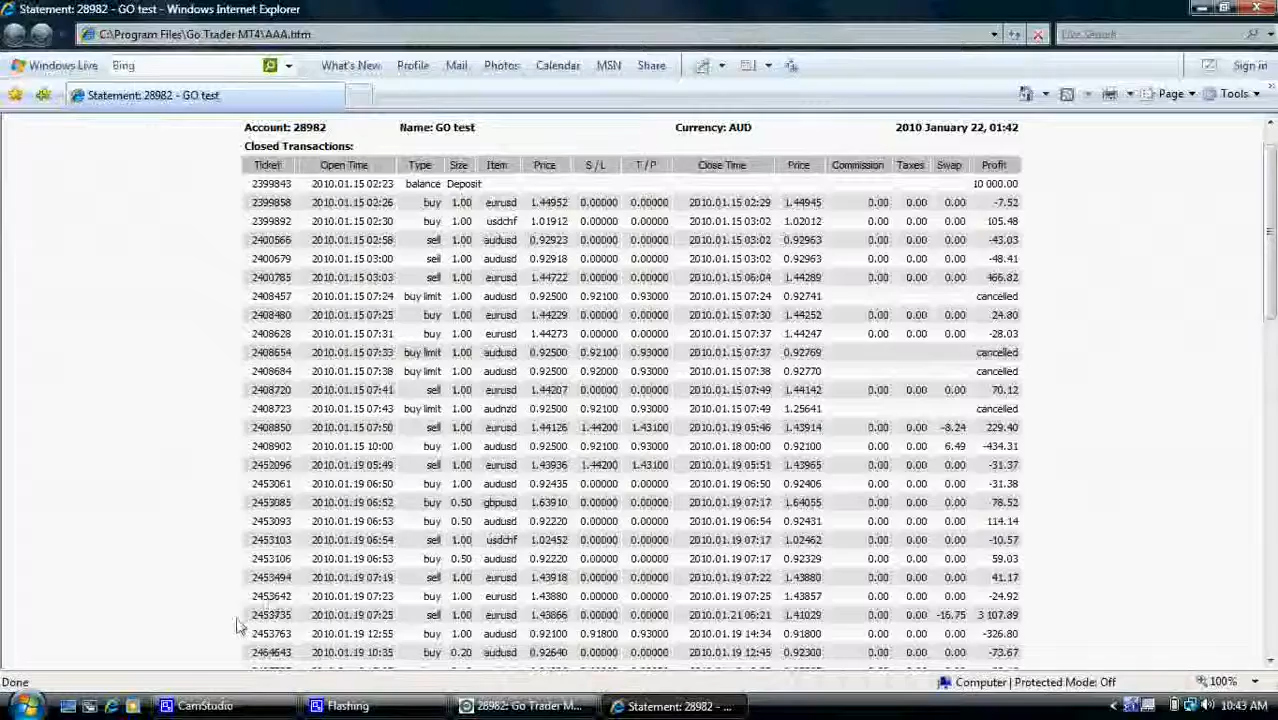 Statement: 28982 - GO test - Windows Internet Explorer
C:\Program Files\Go Trader MT4\AAA.htm Live Search
Windows Live Bing What's New Profile Mail Photos Calendar MSN Share Sign in
Statement: 28982 - GO test Page Tools
Account: 28982 Name: GO test Currency: AUD 2010 January 22, 01:42
Closed Transactions:
Ticket Open Time Type Size Item Price S / L T / P Close Time Price Commission Taxes Swap Profit
2399843 2010.01.15 02:23 balance Deposit 10 000.00
2399858 2010.01.15 02:26 buy 1.00 eurusd 1.44952 0.00000 0.00000 2010.01.15 02:29 1.44945 0.00 0.00 0.00 -7.52
2399892 2010.01.15 02:30 buy 1.00 usdchf 1.01912 0.00000 0.00000 2010.01.15 03:02 1.02012 0.00 0.00 0.00 105.48
2400566 2010.01.15 02:58 sell 1.00 audusd 0.92923 0.00000 0.00000 2010.01.15 03:02 0.92963 0.00 0.00 0.00 -43.03
2400679 2010.01.15 03:00 sell 1.00 audusd 0.92918 0.00000 0.00000 2010.01.15 03:02 0.92963 0.00 0.00 0.00 -48.41
2400785 2010.01.15 03:03 sell 1.00 eurusd 1.44722 0.00000 0.00000 2010.01.15 06:04 1.44289 0.00 0.00 0.00 466.82
2408457 2010.01.15 07:24 buy limit 1.00 audusd 0.92500 0.92100 0.93000 2010.01.15 07:24 0.92741 cancelled
2408480 2010.01.15 07:25 buy 1.00 eurusd 1.44229 0.00000 0.00000 2010.01.15 07:30 1.44252 0.00 0.00 0.00 24.80
2408628 2010.01.15 07:31 buy 1.00 eurusd 1.44273 0.00000 0.00000 2010.01.15 07:37 1.44247 0.00 0.00 0.00 -28.03
2408654 2010.01.15 07:33 buy limit 1.00 audusd 0.92500 0.92100 0.93000 2010.01.15 07:37 0.92769 cancelled
2408684 2010.01.15 07:38 buy limit 1.00 audusd 0.92500 0.92000 0.93000 2010.01.15 07:38 0.92770 cancelled
2408720 2010.01.15 07:41 sell 1.00 eurusd 1.44207 0.00000 0.00000 2010.01.15 07:49 1.44142 0.00 0.00 0.00 70.12
2408723 2010.01.15 07:43 buy limit 1.00 audnzd 0.92500 0.92100 0.93000 2010.01.15 07:49 1.25641 cancelled
2408850 2010.01.15 07:50 sell 1.00 eurusd 1.44126 1.44200 1.43100 2010.01.19 05:46 1.43914 0.00 0.00 -8.24 229.40
2408902 2010.01.15 10:00 buy 1.00 audusd 0.92500 0.92100 0.93000 2010.01.18 00:00 0.92100 0.00 0.00 6.49 -434.31
2452096 2010.01.19 05:49 sell 1.00 eurusd 1.43936 1.44200 1.43100 2010.01.19 05:51 1.43965 0.00 0.00 0.00 -31.37
2453061 2010.01.19 06:50 buy 1.00 audusd 0.92435 0.00000 0.00000 2010.01.19 06:50 0.92406 0.00 0.00 0.00 -31.38
2453085 2010.01.19 06:52 buy 0.50 gbpusd 1.63910 0.00000 0.00000 2010.01.19 07:17 1.64055 0.00 0.00 0.00 78.52
2453093 2010.01.19 06:53 buy 0.50 audusd 0.92220 0.00000 0.00000 2010.01.19 06:54 0.92431 0.00 0.00 0.00 114.14
2453103 2010.01.19 06:54 sell 1.00 usdchf 1.02452 0.00000 0.00000 2010.01.19 07:17 1.02462 0.00 0.00 0.00 -10.57
2453106 2010.01.19 06:53 buy 0.50 audusd 0.92220 0.00000 0.00000 2010.01.19 07:17 0.92329 0.00 0.00 0.00 59.03
2453494 2010.01.19 07:19 sell 1.00 eurusd 1.43918 0.00000 0.00000 2010.01.19 07:22 1.43880 0.00 0.00 0.00 41.17
2453642 2010.01.19 07:23 buy 1.00 eurusd 1.43880 0.00000 0.00000 2010.01.19 07:25 1.43857 0.00 0.00 0.00 -24.92
2453735 2010.01.19 07:25 sell 1.00 eurusd 1.43866 0.00000 0.00000 2010.01.21 06:21 1.41029 0.00 0.00 -16.75 3 107.89
2453763 2010.01.19 12:55 buy 1.00 audusd 0.92100 0.91800 0.93000 2010.01.19 14:34 0.91800 0.00 0.00 0.00 -326.80
2464643 2010.01.19 10:35 buy 0.20 audusd 0.92640 0.00000 0.00000 2010.01.19 12:45 0.92300 0.00 0.00 0.00 -73.67
Done Computer | Protected Mode: Off 100%
CamStudio Flashing 28982: Go Trader M... Statement: 28982 - ... 10:43 AM